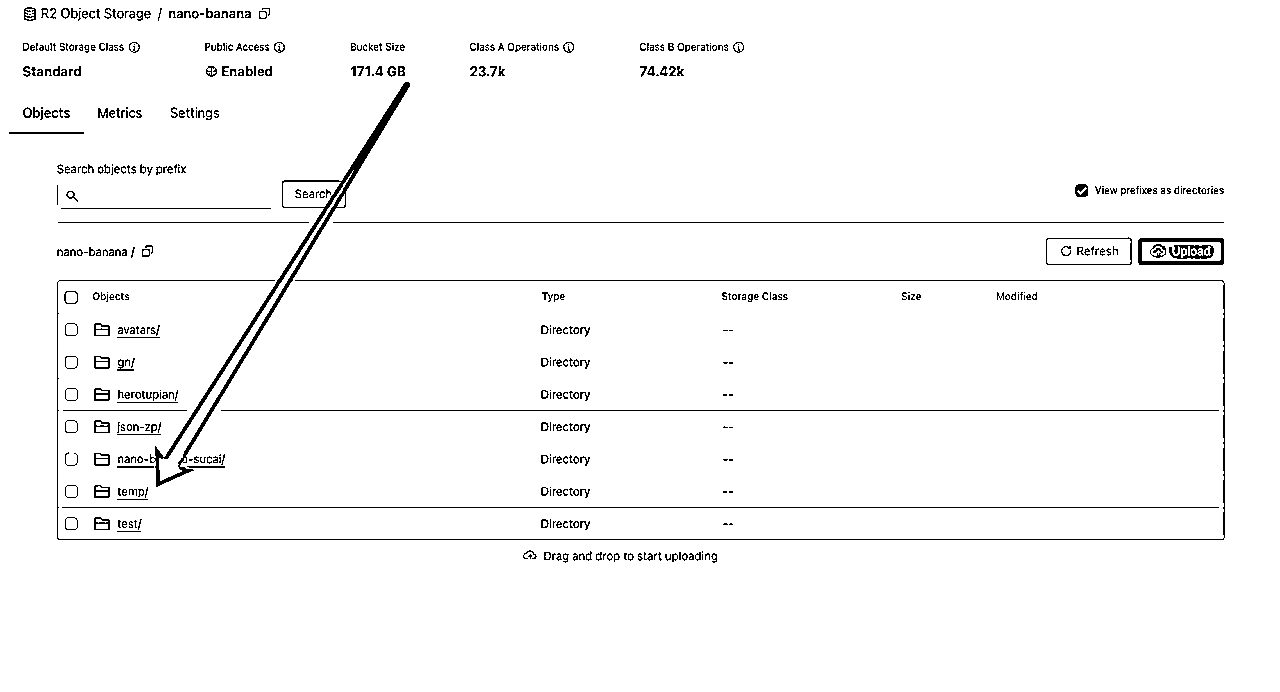 R2 Object Storage / nano-banana
Default Storage Class Public Access Bucket Size Class A Operations Class B Operations
Standard Enabled 171.4 GB 23.7k 74.42k
Objects Metrics Settings
Search objects by prefix
Search
View prefixes as directories
nano-banana /
Refresh Upload
Objects Type Storage Class Size Modified
avatars/ Directory --
gn/ Directory --
herotupian/ Directory --
json-zp/ Directory --
Directory --
temp/ Directory --
test/ Directory --
Drag and drop to start uploading